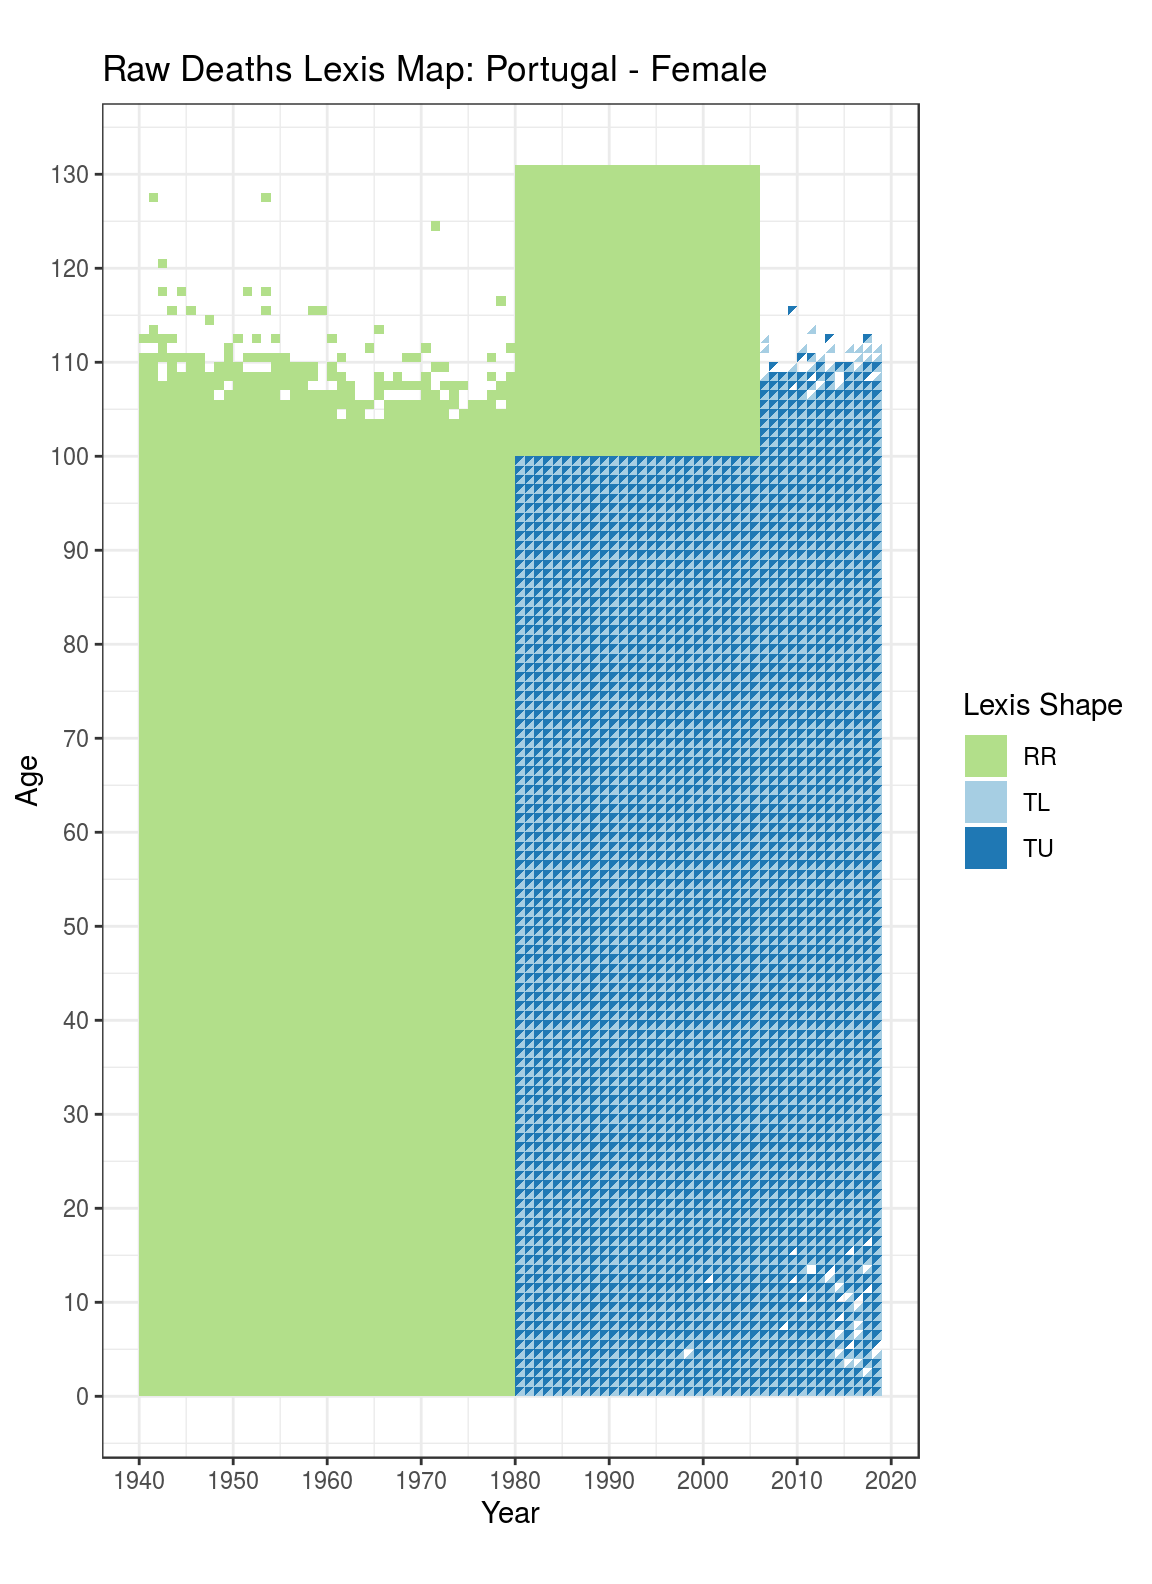 Raw Deaths Lexis Map: Portugal - Female
130
120
110
100
90
80
70
60
50
40
30
20
10
0
Age
1940 1950 1960 1970 1980 1990 2000 2010 2020
Year
Lexis Shape
RR
TL
TU